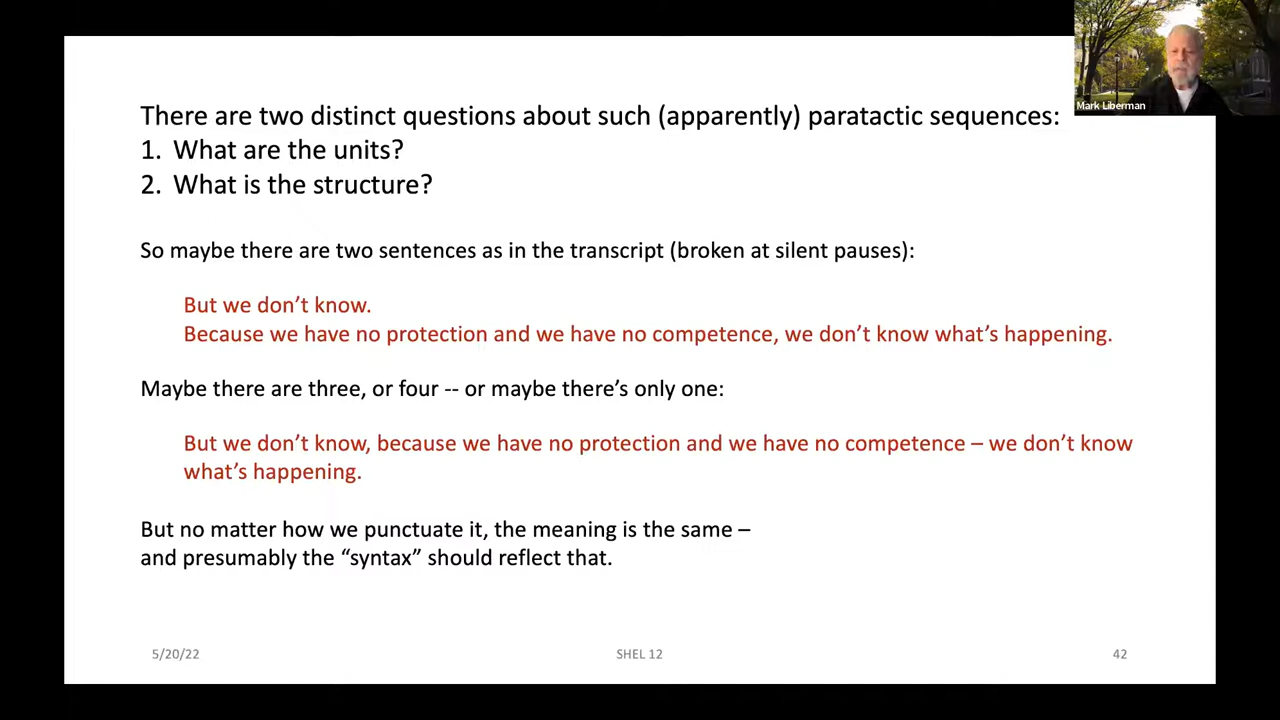 Mark Liberman
There are two distinct questions about such (apparently) paratactic sequences:
1. What are the units?
2. What is the structure?
So maybe there are two sentences as in the transcript (broken at silent pauses):
But we don’t know.
Because we have no protection and we have no competence, we don’t know what’s happening.
Maybe there are three, or four -- or maybe there’s only one:
But we don’t know, because we have no protection and we have no competence – we don’t know
what’s happening.
But no matter how we punctuate it, the meaning is the same –
and presumably the “syntax” should reflect that.
5/20/22
SHEL 12
42